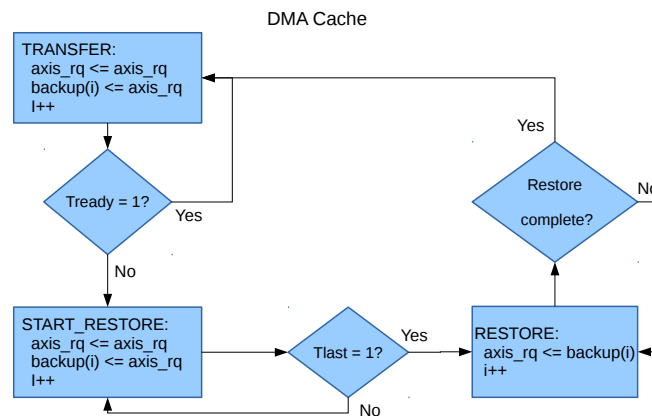 DMA Cache
TRANSFER:
axis_rq <= axis_rq
backup(i) <= axis_rq
I++
Tready = 1?
Yes
No
START_RESTORE:
axis_rq <= axis_rq
backup(i) <= axis_rq
I++
Tlast = 1?
Yes
No
RESTORE:
axis_rq <= backup(i)
i++
Restore
complete?
Yes
No